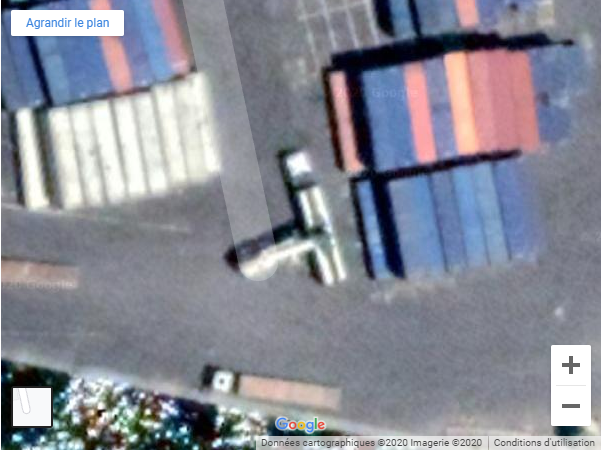 Agrandir le plan
Google
Données cartographiques ©2020 Imagerie ©2020 Conditions d'utilisation